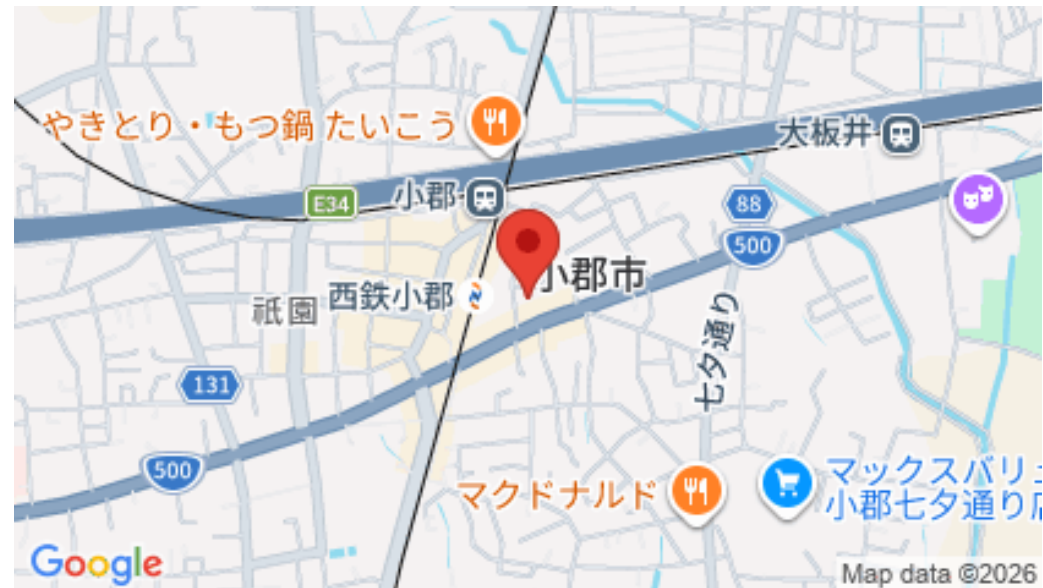 やきとり・もつ鍋 たいこう
大板井
小郡
E34
88
500
小郡市
西鉄小郡
祇園
七夕通り
131
500
マクドナルド
マックスバリュ
小郡七夕通り店
Google
Map data ©2026